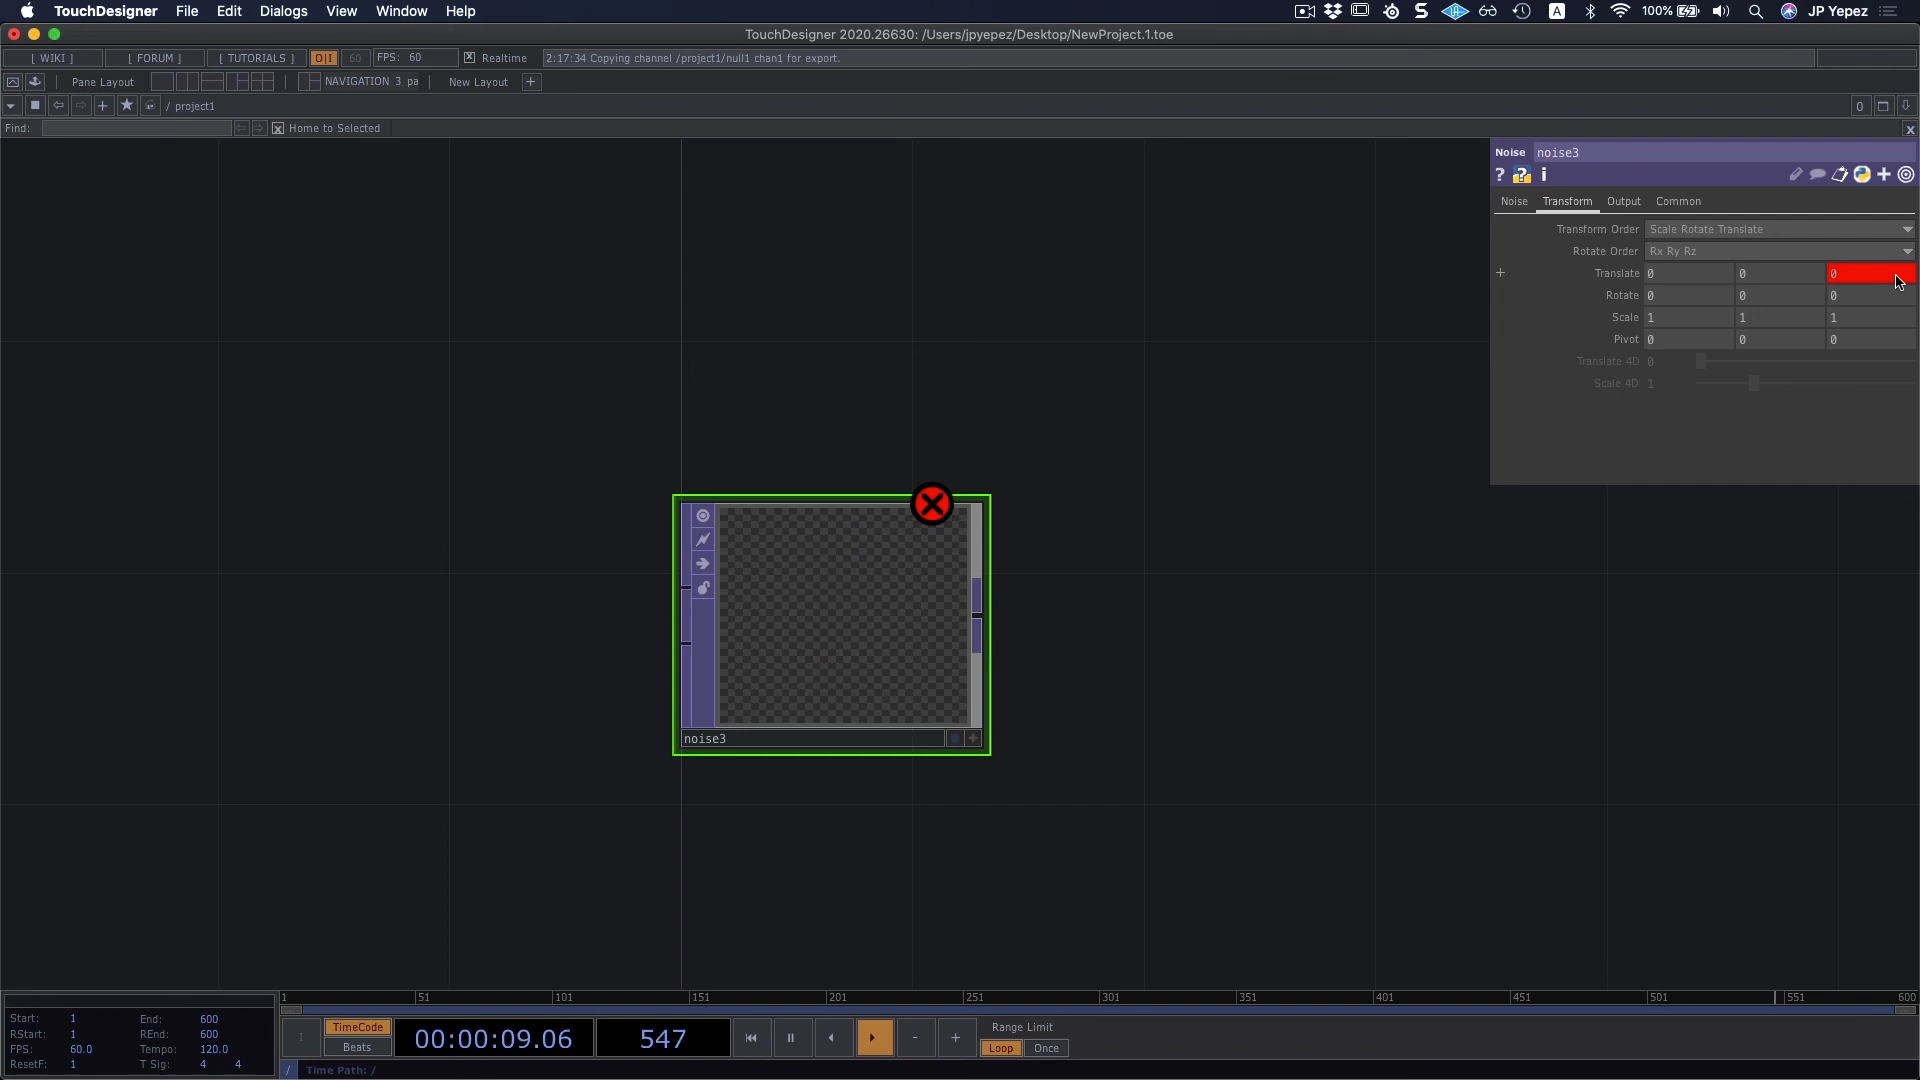 TouchDesigner File Edit Dialogs View Window Help 100% JP Yepez
TouchDesigner 2020.26630: /Users/jpyepez/Desktop/NewProject.1.toe
[ WIKI ] [ FORUM ] [ TUTORIALS ] O|I 60 FPS: 60 Realtime 2:17:34 Copying channel /project1/null1 chan1 for export.
Pane Layout NAVIGATION 3 pa New Layout +
/ project1 0
Find: Home to Selected x
Noise noise3
? ? i
Noise Transform Output Common
Transform Order Scale Rotate Translate
Rotate Order Rx Ry Rz
+ Translate 0 0 0
Rotate 0 0 0
Scale 1 1 1
Pivot 0 0 0
Translate 4D 0
Scale 4D 1
noise3
1 51 101 151 201 251 301 351 401 451 501 551 600
Start: 1 End: 600
RStart: 1 REnd: 600
FPS: 60.0 Tempo: 120.0
ResetF: 1 T Sig: 4 4
TimeCode
Beats
00:00:09.06 547 - +
Range Limit
Loop Once
/ Time Path: /